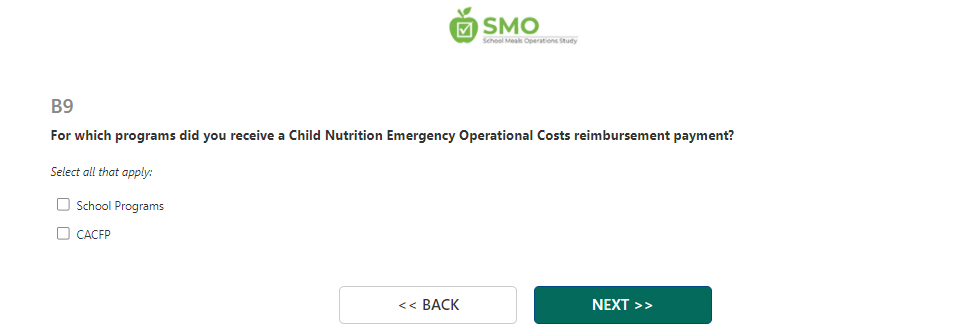 SMO
School Meals Operations Study
B9
For which programs did you receive a Child Nutrition Emergency Operational Costs reimbursement payment?
Select all that apply:
School Programs
CACFP
<< BACK
NEXT >>